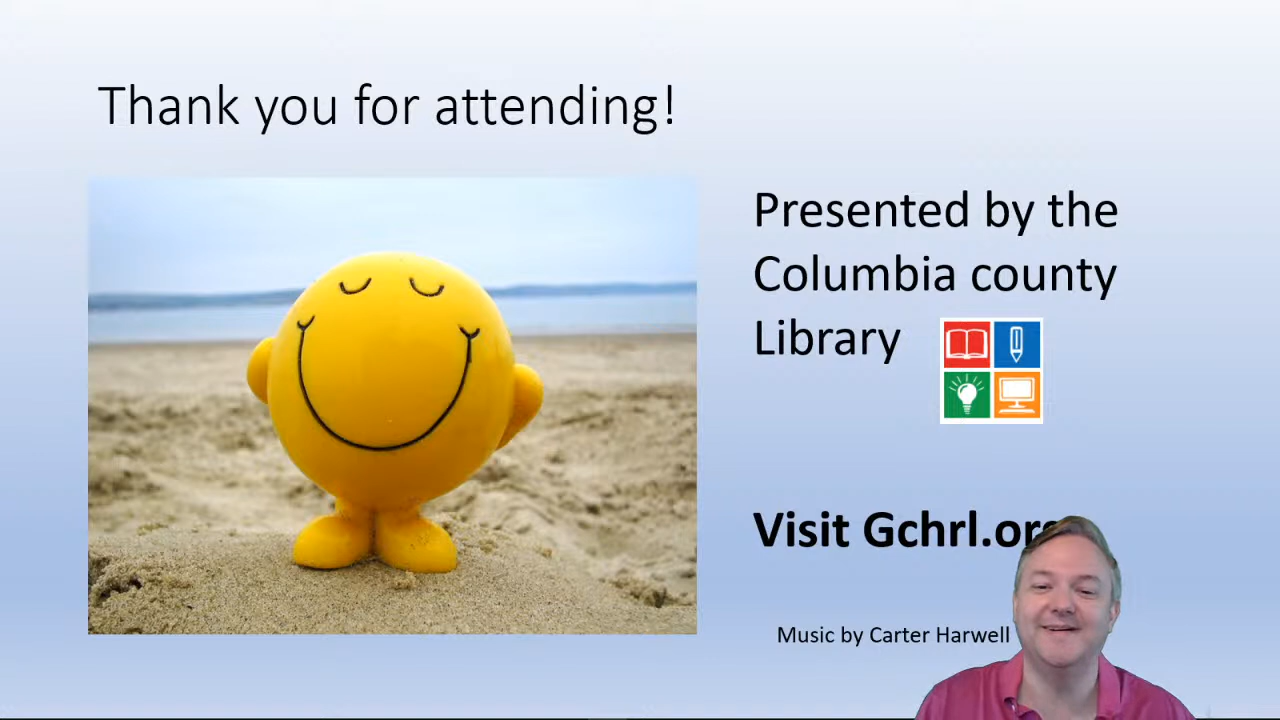 Thank you for attending!
Presented by the
Columbia county
Library
Visit Gchrl.org
Music by Carter Harwell